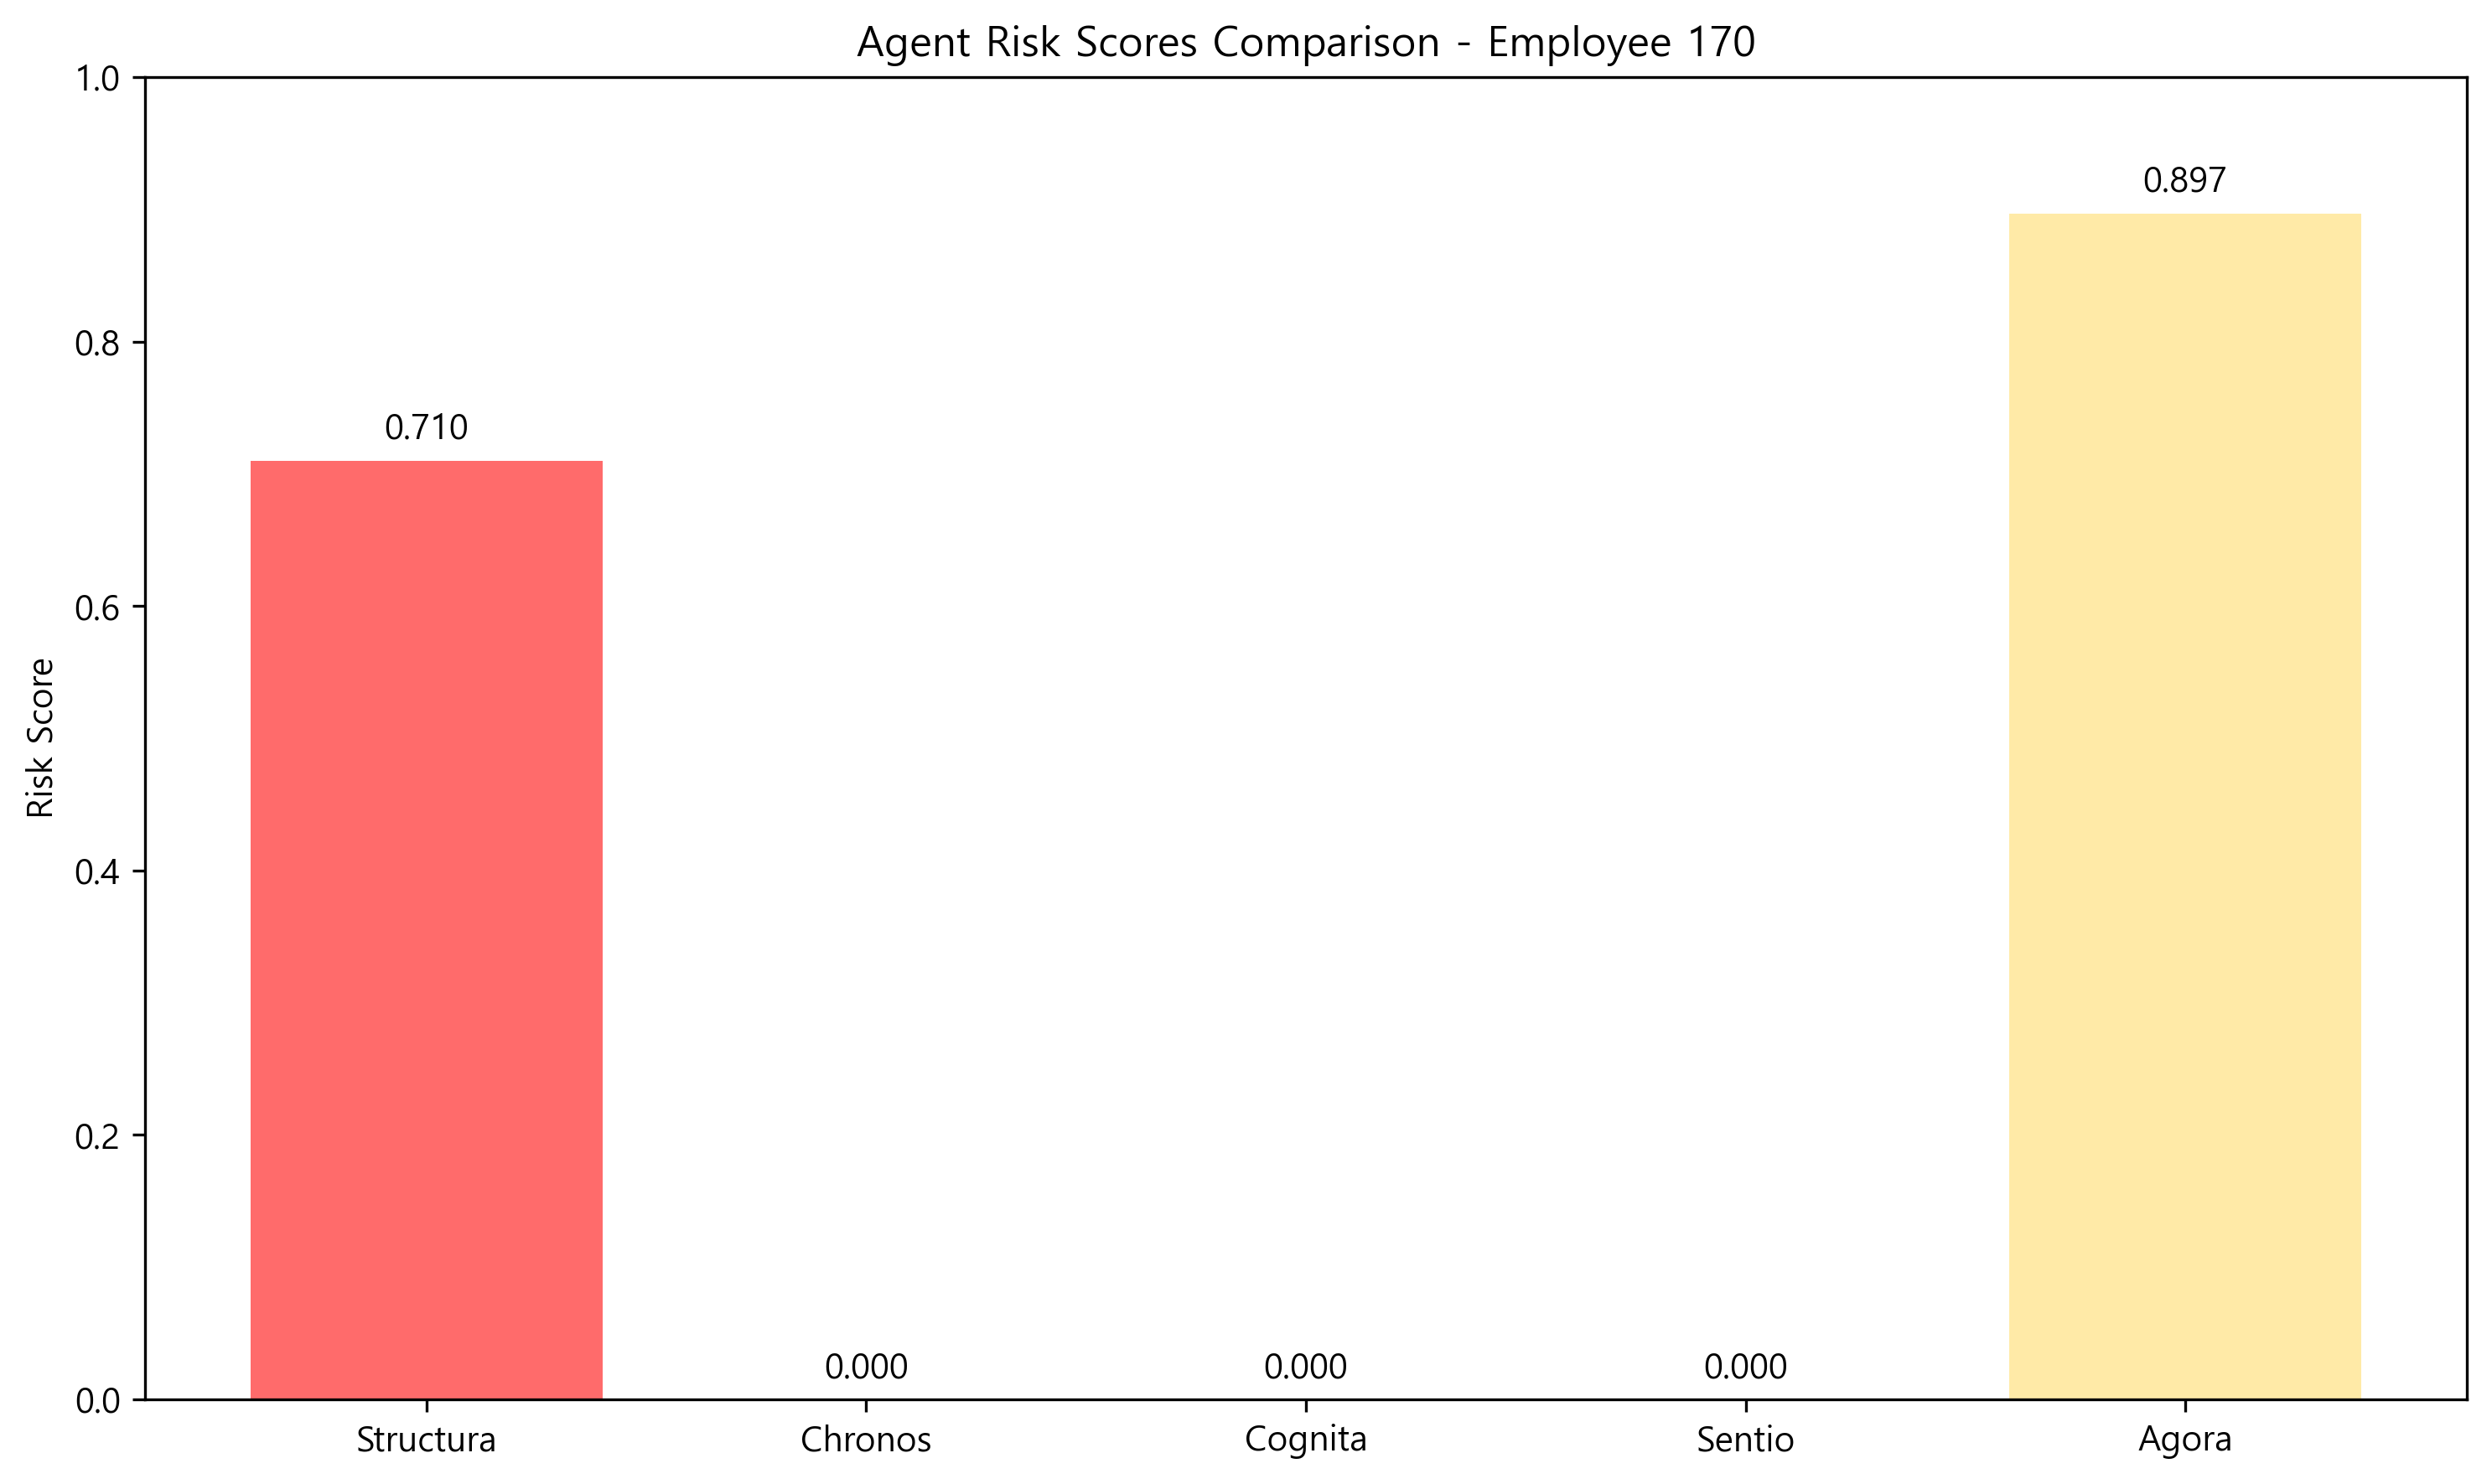 Agent Risk Scores Comparison - Employee 170
Risk Score
1.0
0.8
0.6
0.4
0.2
0.0
0.710
0.000
0.000
0.000
0.897
Structura
Chronos
Cognita
Sentio
Agora